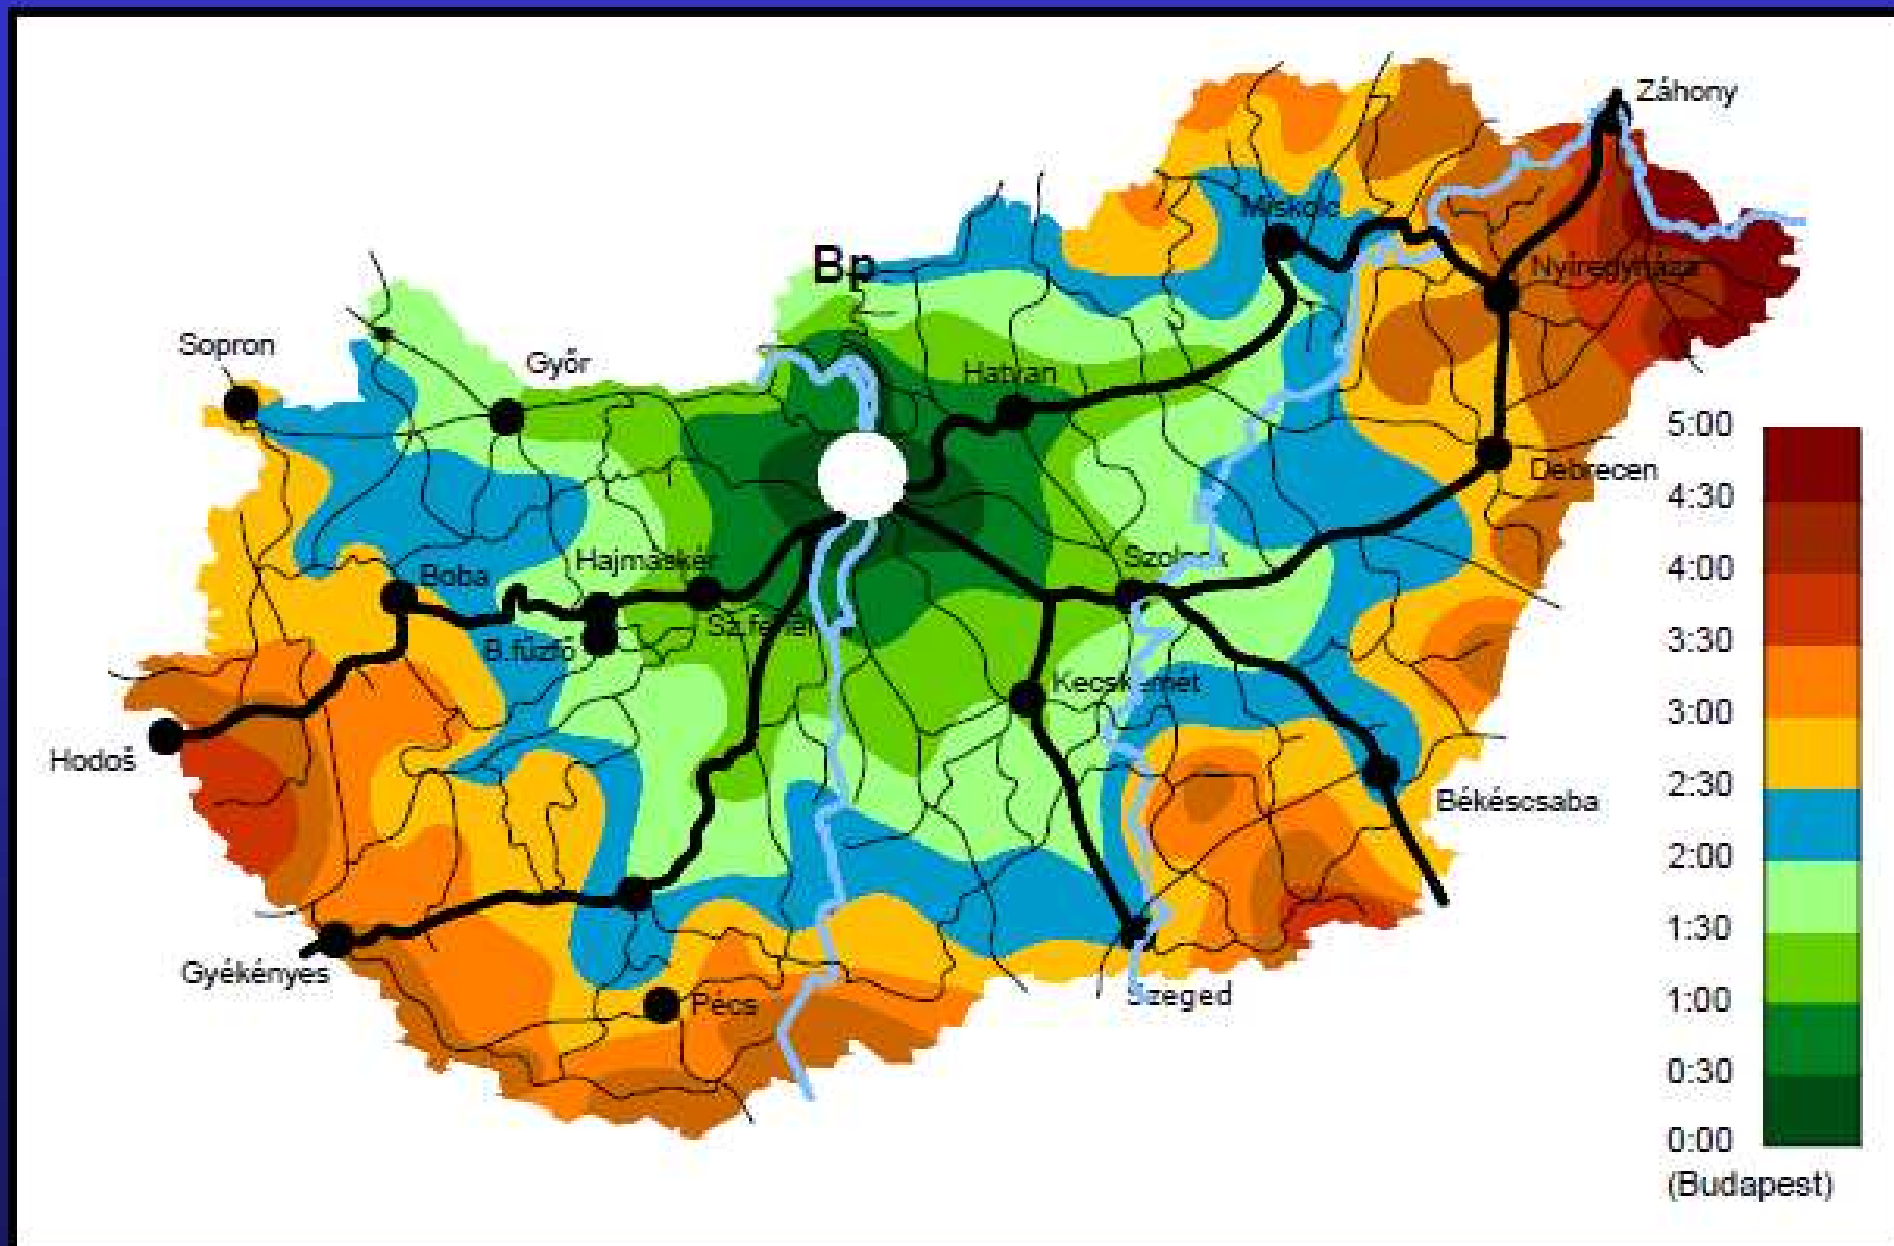 Záhony
Miskolc
Bp.
Nyíregyháza
Sopron
Győr
Hatvan
Debrecen
Hajmáskér
Szolnok
Boba
Sz.fehér
B.fűzfő
Kecskemét
Hodoš
Békéscsaba
Gyékényes
Pécs
Szeged
5:00
4:30
4:00
3:30
3:00
2:30
2:00
1:30
1:00
0:30
0:00
(Budapest)